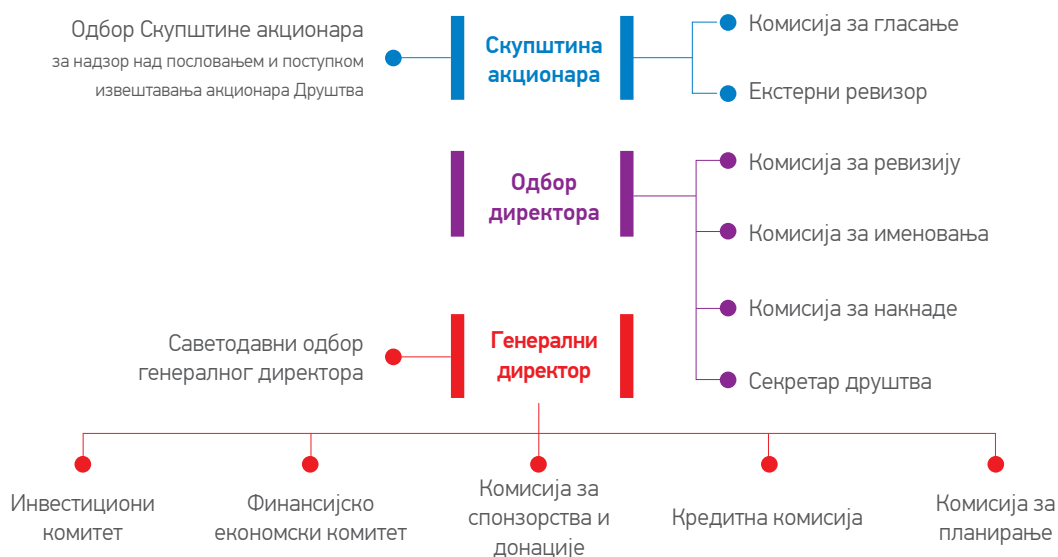 Одбор Скупштине акционара
за надзор над пословањем и поступком
извештавања акционара Друштва
Скупштина
акционара
Комисија за гласање
Екстерни ревизор
Одбор
директора
Комисија за ревизију
Комисија за именовања
Комисија за накнаде
Секретар друштва
Саветодавни одбор
генералног директора
Генерални
директор
Инвестициони
комитет
Финансијско
економски комитет
Комисија за
спонзорства и
донације
Кредитна комисија
Комисија за
планирање